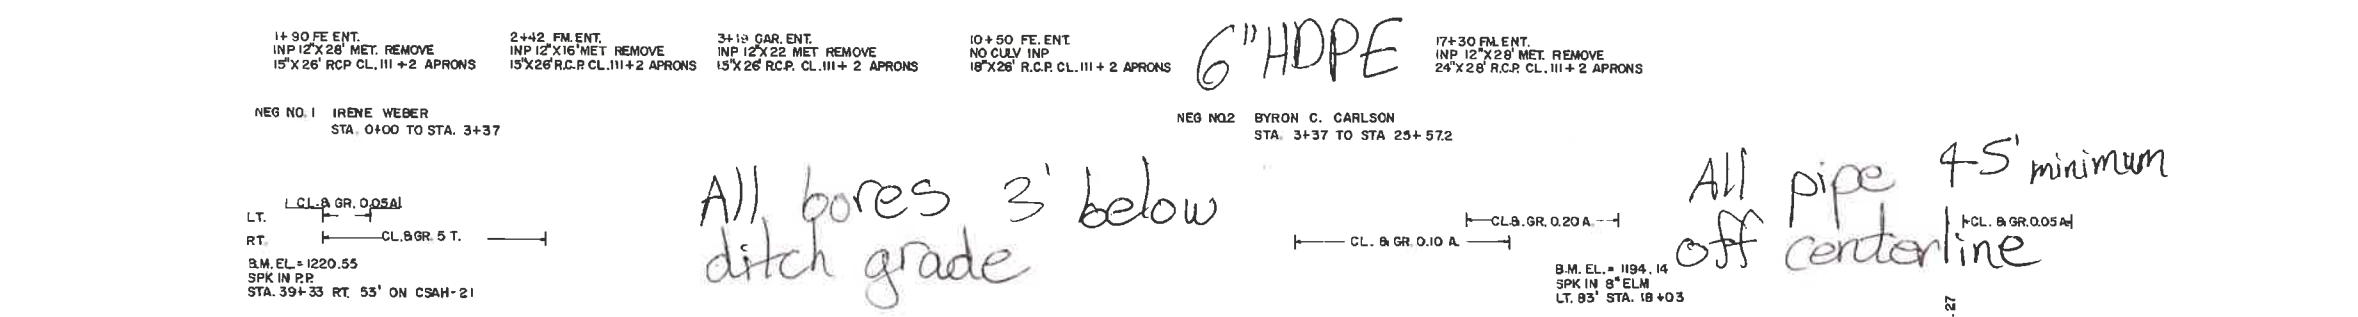 1+90 FE ENT.
INP 12"X28' MET. REMOVE
15"X26' RCP CL. III +2 APRONS
2+42 FM. ENT.
INP 12"X16' MET REMOVE
15"X26' R.C.P. CL. III+2 APRONS
3+19 GAR. ENT.
INP 12"X22 MET REMOVE
15"X26' R.C.P. CL. III+ 2 APRONS
10+50 FE. ENT.
NO CULV INP
18"X26' R.C.P. CL. III+ 2 APRONS
6" HDPE
17+30 FM. ENT.
INP 12"X28' MET. REMOVE
24"X28' R.C.P. CL. III+ 2 APRONS
NEG NO. 1 IRENE WEBER
STA. 0+00 TO STA. 3+37
NEG NO.2 BYRON C. CARLSON
STA. 3+37 TO STA 25+57.2
All bores 3' below
ditch grade
All pipe 45' minimum
off centerline
CL. & GR. 0.05A
LT.
RT. CL. & GR. 5 T.
B.M. EL. = 1220.55
SPK IN P.P.
STA. 39+33 RT. 53' ON CSAH-21
CL. & GR. 0.20 A.
CL. & GR. 0.10 A.
CL. & GR. 0.05 A.
B.M. EL. = 1194.14
SPK IN 8" ELM
LT. 83' STA. 18+03
27